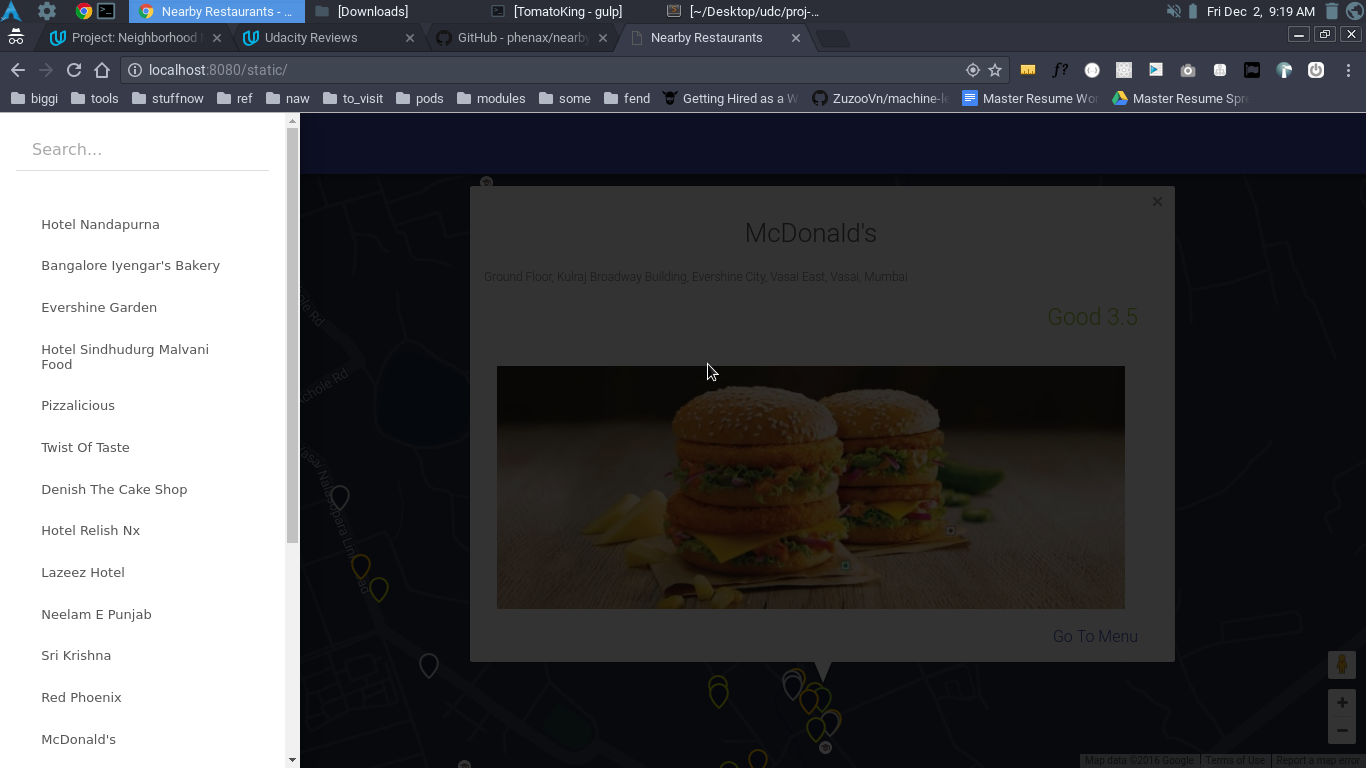 Nearby Restaurants - ...
[Downloads]
[TomatoKing - gulp]
[~/Desktop/udc/proj-...
Fri Dec 2, 9:19 AM
Project: Neighborhood
Udacity Reviews
GitHub - phenax/nearby
Nearby Restaurants
localhost:8080/static/
f?
biggi
tools
stuffnow
ref
naw
to_visit
pods
modules
some
fend
Getting Hired as a W
ZuzooVn/machine-le
Master Resume Wor
Master Resume Spr
Search...
Hotel Nandapurna
Bangalore Iyengar's Bakery
Evershine Garden
Hotel Sindhudurg Malvani
Food
Pizzalicious
Twist Of Taste
Denish The Cake Shop
Hotel Relish Nx
Lazeez Hotel
Neelam E Punjab
Sri Krishna
Red Phoenix
McDonald's
McDonald's
Ground Floor, Kulraj Broadway Building, Evershine City, Vasai East, Vasai, Mumbai
Good 3.5
Go To Menu
Map data ©2016 Google
Terms of Use
Report a map error